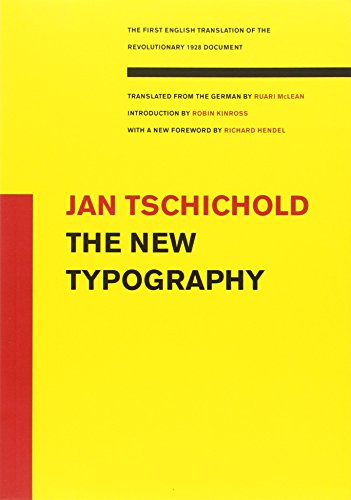 THE FIRST ENGLISH TRANSLATION OF THE
REVOLUTIONARY 1928 DOCUMENT
TRANSLATED FROM THE GERMAN BY RUARI McLEAN
INTRODUCTION BY ROBIN KINROSS
WITH A NEW FOREWORD BY RICHARD HENDEL
JAN TSCHICHOLD
THE NEW
TYPOGRAPHY